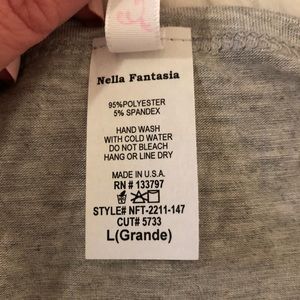 Nella Fantasia
95%POLYESTER
5% SPANDEX
HAND WASH
WITH COLD WATER
DO NOT BLEACH
HANG OR LINE DRY
MADE IN U.S.A.
RN # 133797
STYLE# NFT-2211-147
CUT# 5733
L(Grande)